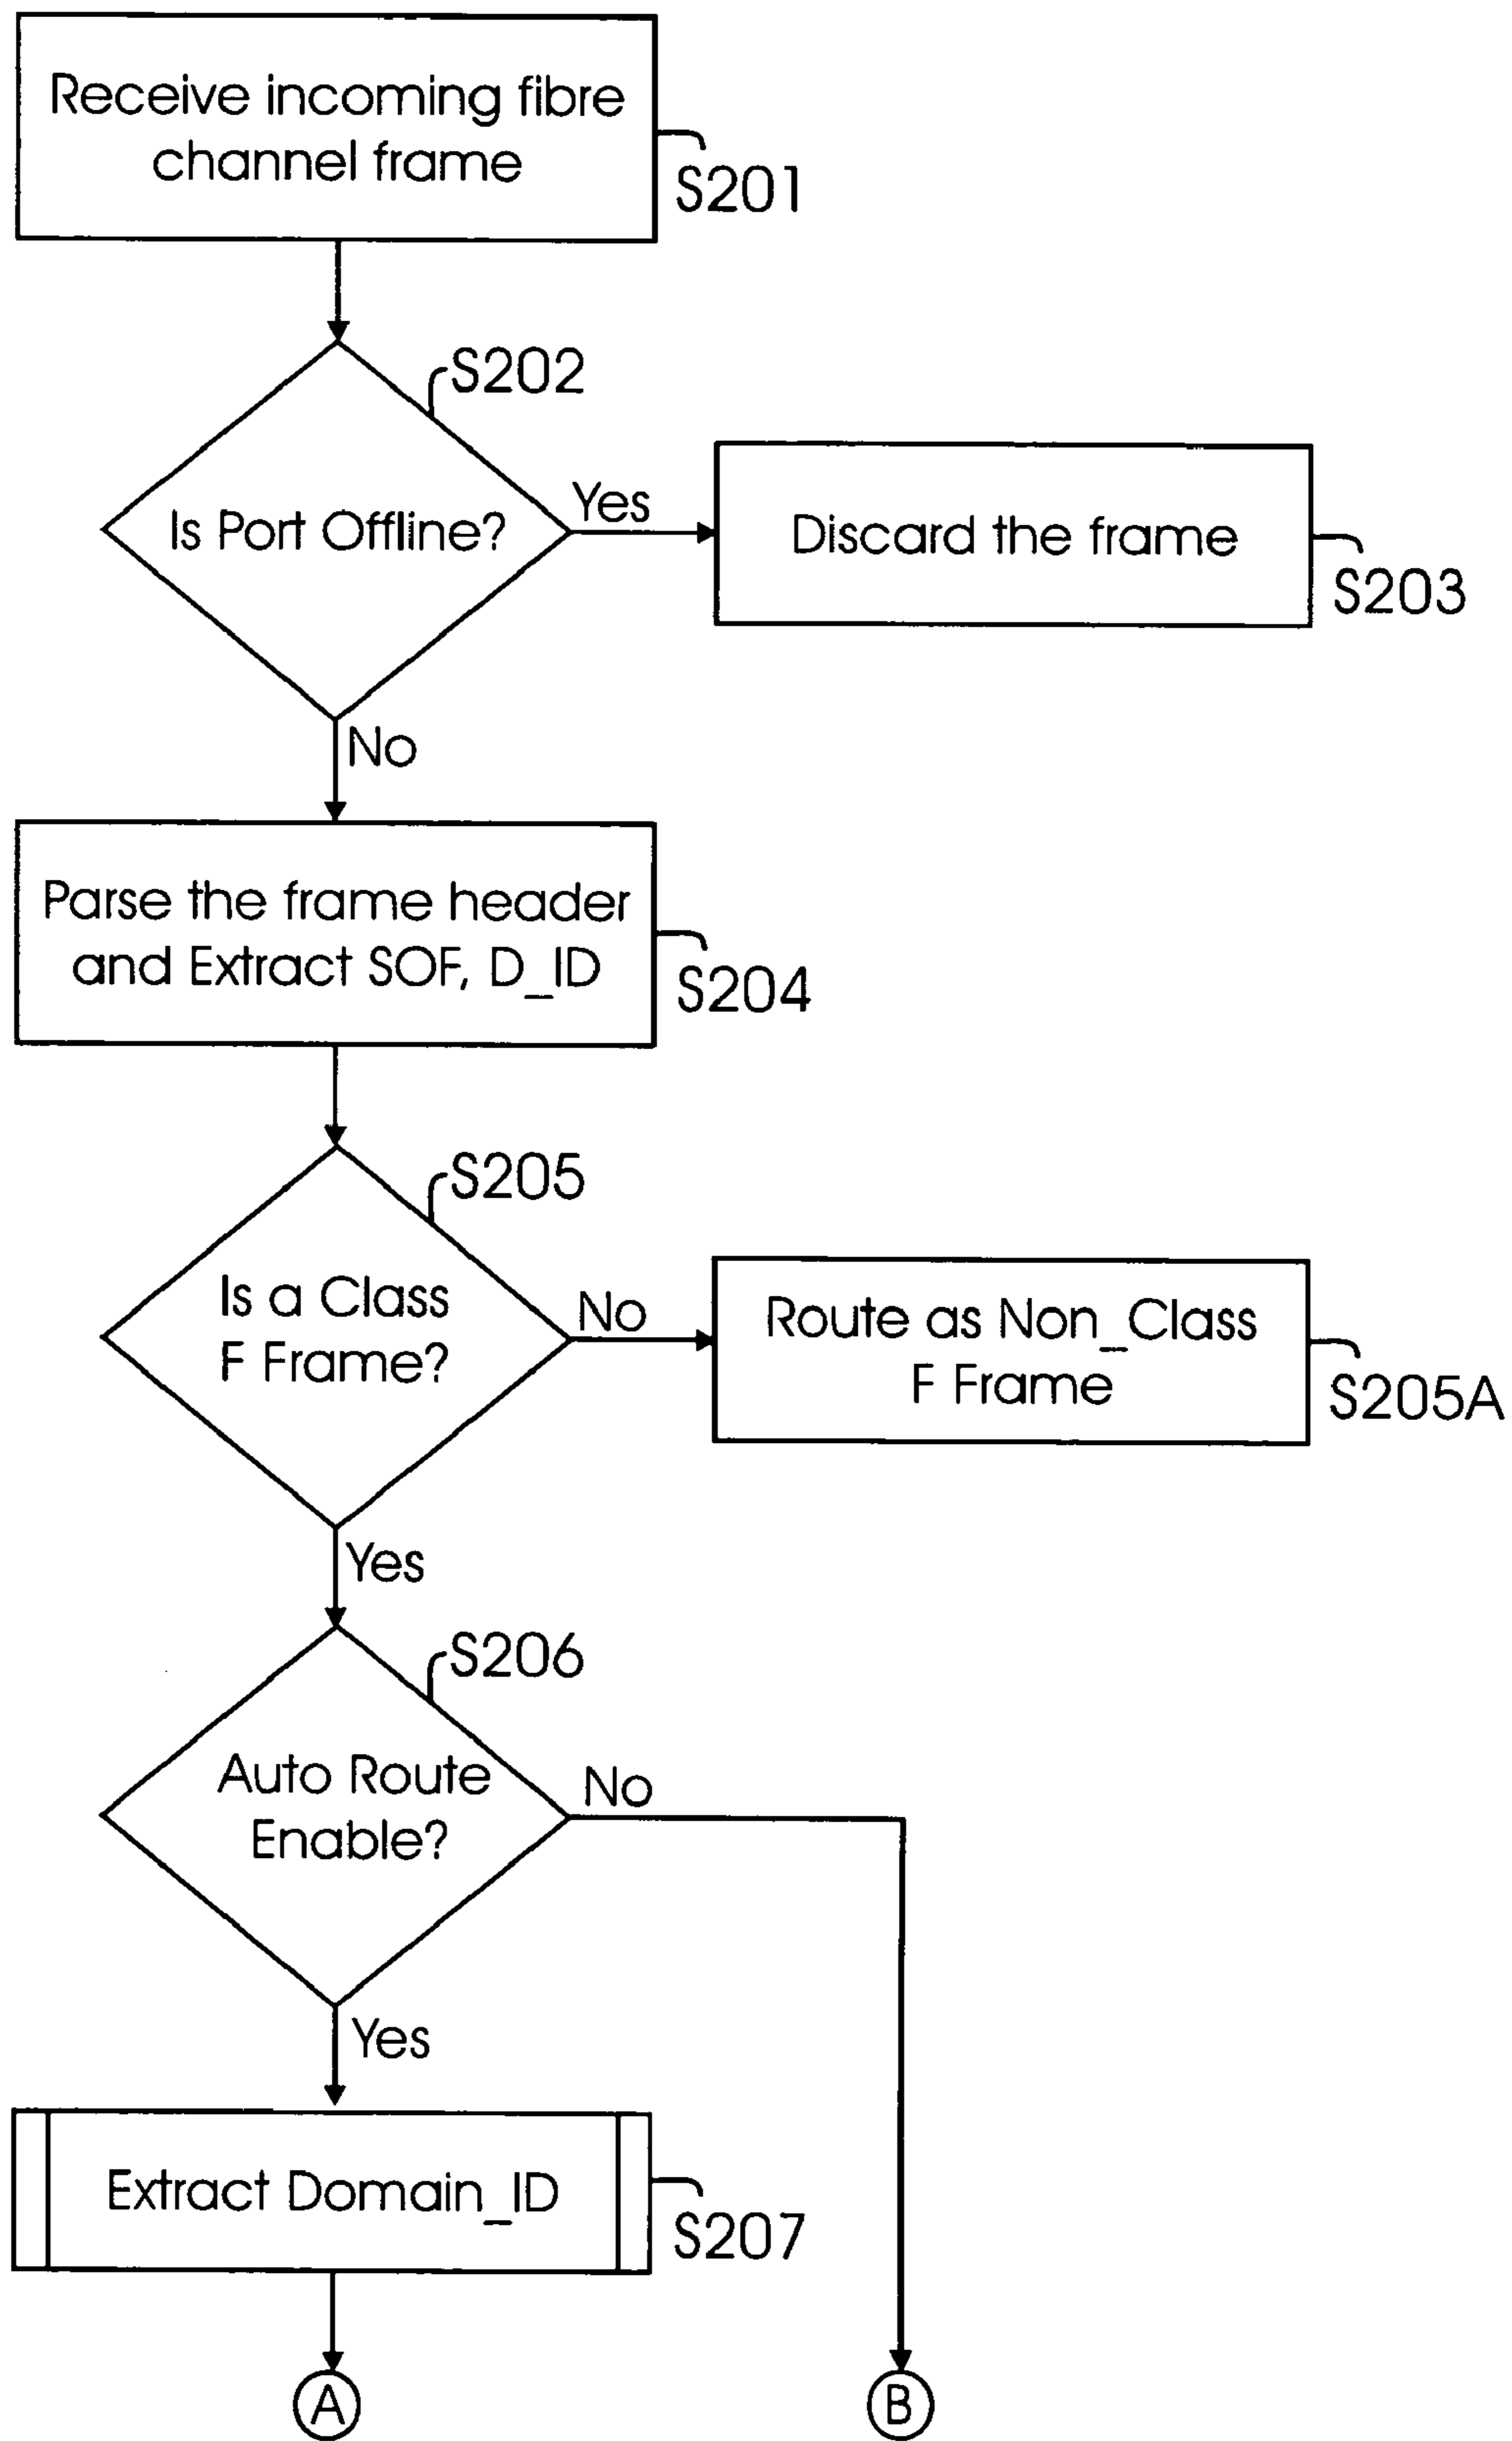 Receive incoming fibre
channel frame
S201
S202
Is Port Offline?
Yes
Discard the frame
S203
No
Parse the frame header
and Extract SOF, D_ID
S204
S205
Is a Class
F Frame?
No
Route as Non_Class
F Frame
S205A
Yes
S206
Auto Route
Enable?
No
Yes
Extract Domain_ID
S207
A
B